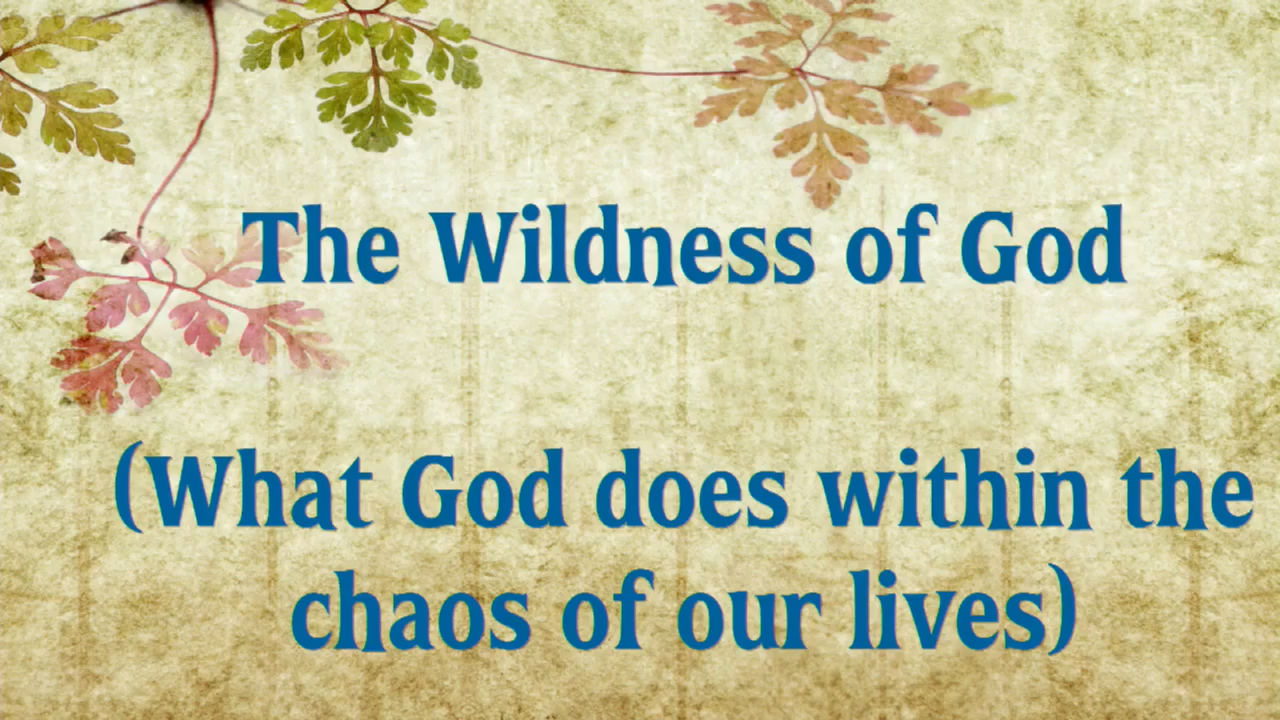 The Wildness of God
(What God does within the
chaos of our lives)